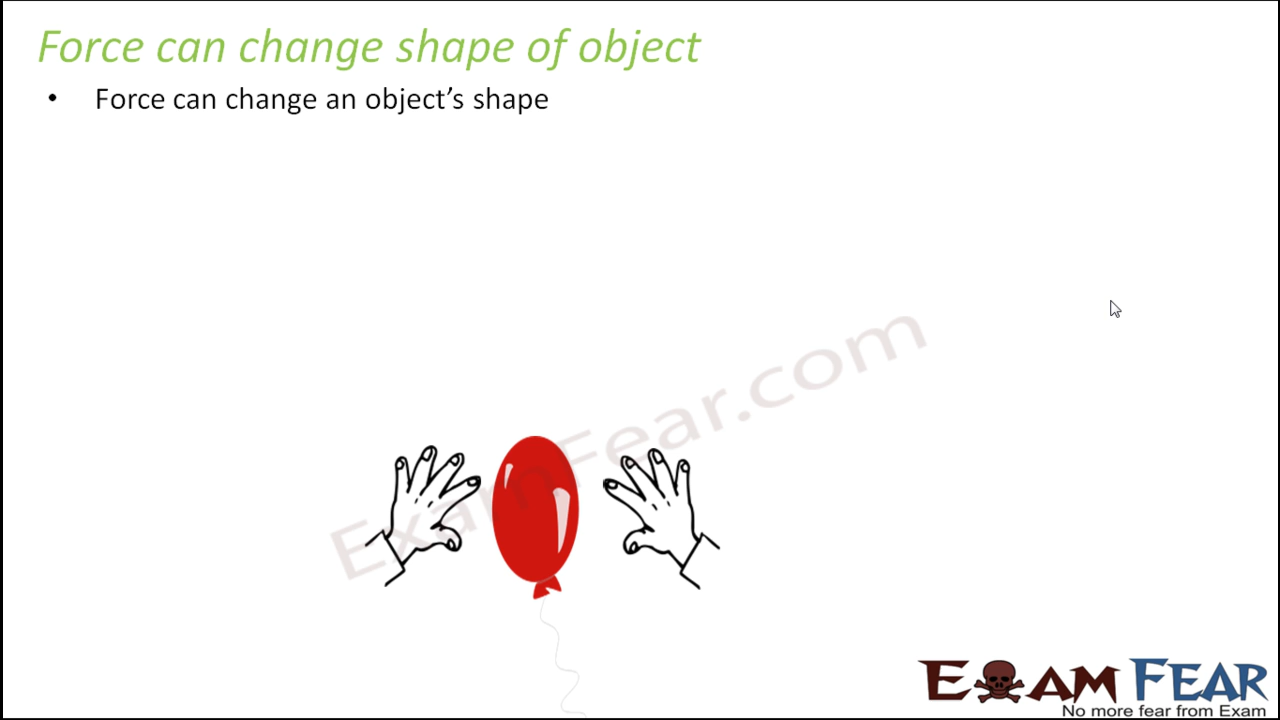 Force can change shape of object
• Force can change an object’s shape
ExamFear.com
EXAM FEAR
No more fear from Exam